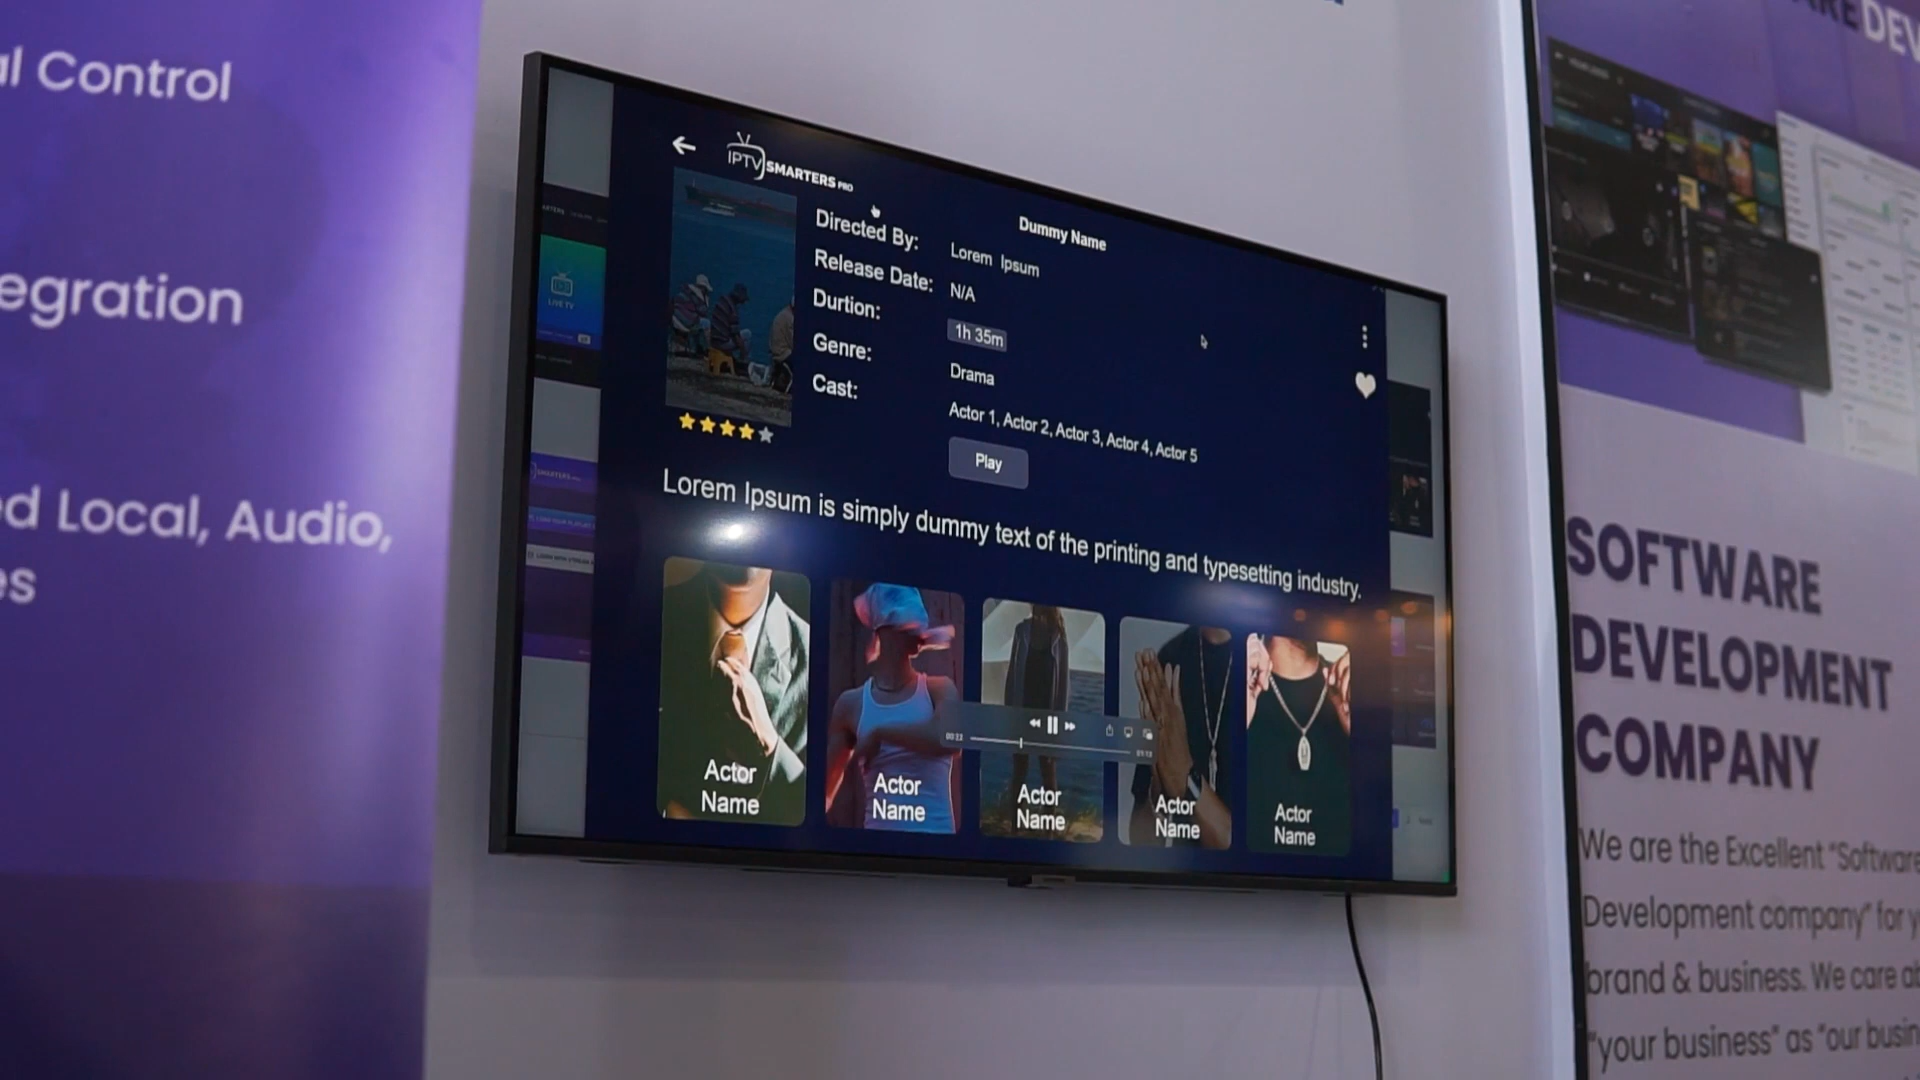 al Control
egration
ed Local, Audio,
es
IPTV SMARTERS PRO
Dummy Name
Directed By:
Lorem Ipsum
Release Date:
N/A
Durtion:
1h 35m
Genre:
Drama
Cast:
Actor 1, Actor 2, Actor 3, Actor 4, Actor 5
Play
Lorem Ipsum is simply dummy text of the printing and typesetting industry.
Actor
Name
Actor
Name
Actor
Name
Actor
Name
Actor
Name
LIVE TV
DEV
SOFTWARE
DEVELOPMENT
COMPANY
We are the Excellent "Software
Development company" for y
brand & business. We care ab
"your business" as "our busin